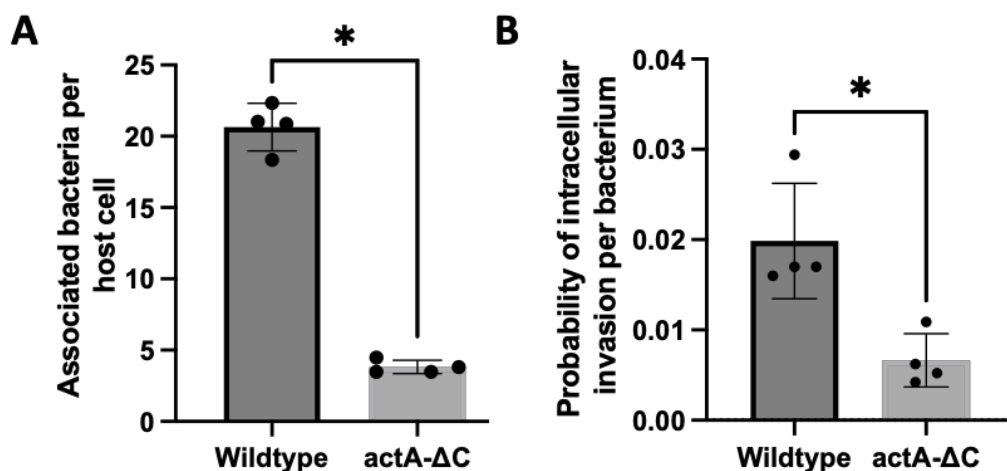 A
Associated bacteria per
host cell
25
20
15
10
5
0
*
Wildtype
actA-ΔC
B
Probability of intracellular
invasion per bacterium
0.04
0.03
0.02
0.01
0.00
*
Wildtype
actA-ΔC